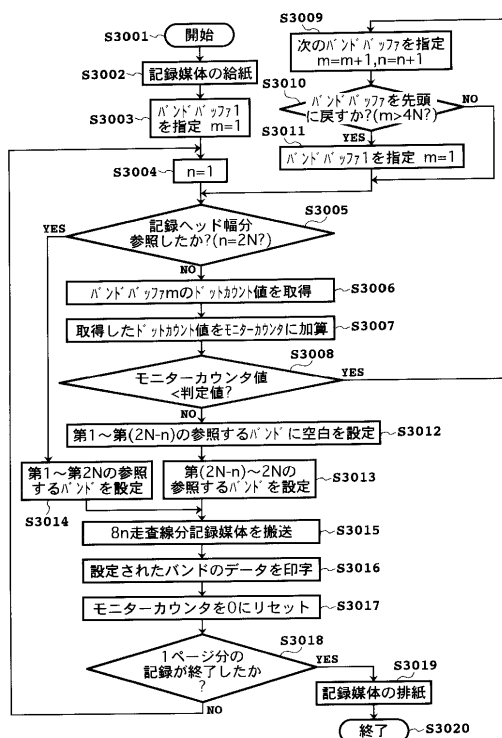 S3001
開始
S3002
記録媒体の給紙
S3003
バンドバッファ1
を指定 m=1
S3004
n=1
S3005
記録ヘッド幅分
参照したか?(n=2N?)
YES
NO
バンドバッファmのドットカウント値を取得
S3006
取得したドットカウント値をモニターカウンタに加算
S3007
S3008
モニターカウンタ値
<判定値?
YES
NO
S3009
次のバンドバッファを指定
m=m+1,n=n+1
S3010
バンドバッファを先頭
に戻すか?(m>4N?)
NO
YES
S3011
バンドバッファ1を指定 m=1
第1～第(2N-n)の参照するバンドに空白を設定
S3012
第(2N-n)～2Nの
参照するバンドを設定
S3013
第1～第2Nの参照
するバンドを設定
S3014
8n走査線分記録媒体を搬送
S3015
設定されたバンドのデータを印字
S3016
モニターカウンタを0にリセット
S3017
S3018
1ページ分の
記録が終了したか
?
YES
NO
S3019
記録媒体の排紙
終了
S3020